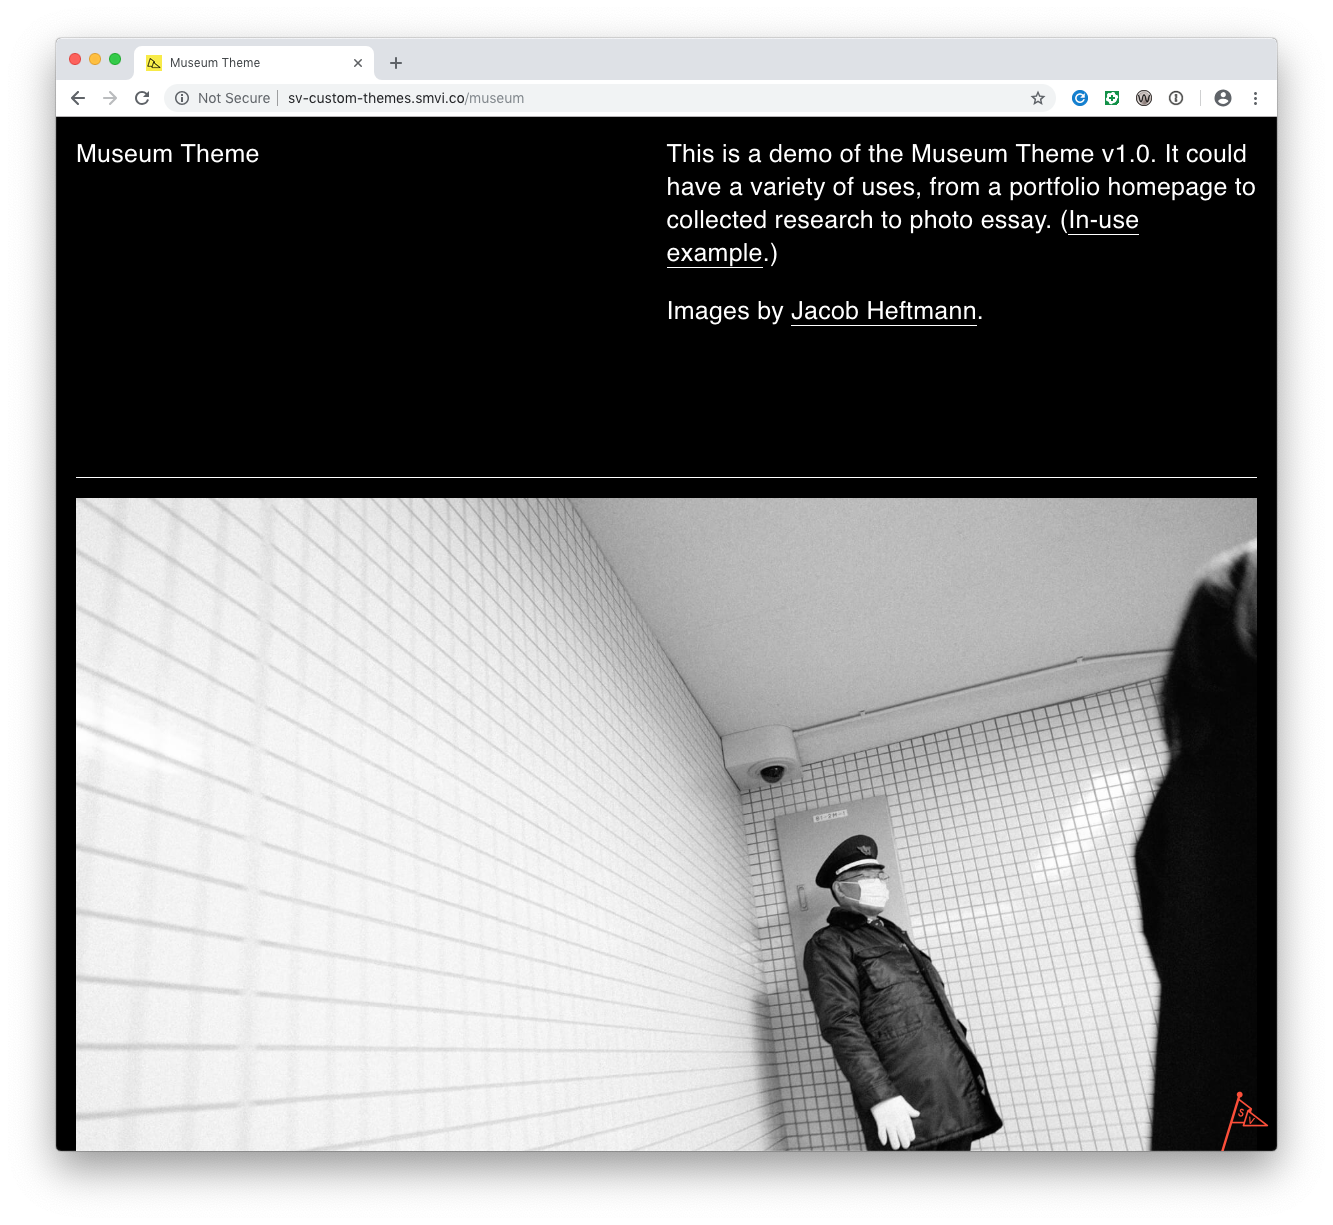 Museum Theme
Not Secure
sv-custom-themes.smvi.co/museum
Museum Theme
This is a demo of the Museum Theme v1.0. It could
have a variety of uses, from a portfolio homepage to
collected research to photo essay. (In-use
example.)
Images by Jacob Heftmann.
S V